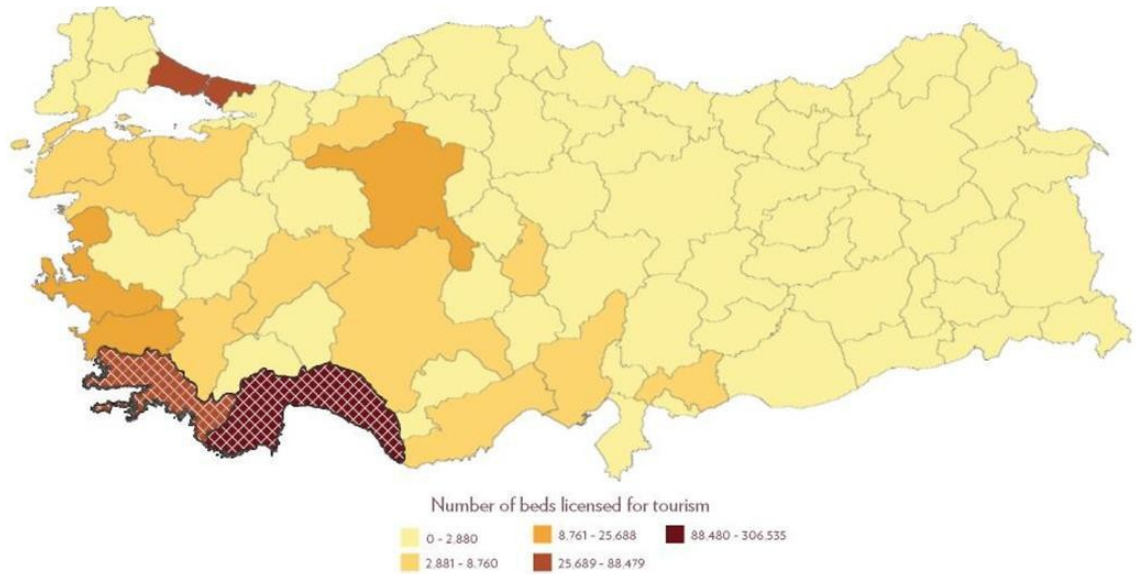 Number of beds licensed for tourism
0 - 2.880
8.761 - 25.688
88.480 - 306.535
2.881 - 8.760
25.689 - 88.479